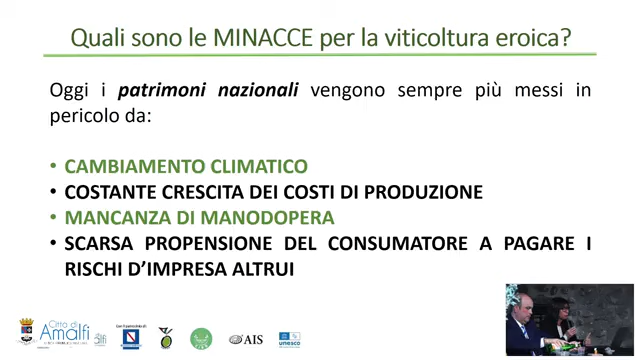 Quali sono le MINACCE per la viticoltura eroica?
Oggi i patrimoni nazionali vengono sempre più messi in
pericolo da:
• CAMBIAMENTO CLIMATICO
• COSTANTE CRESCITA DEI COSTI DI PRODUZIONE
• MANCANZA DI MANODOPERA
• SCARSA PROPENSIONE DEL CONSUMATORE A PAGARE I
RISCHI D'IMPRESA ALTRUI
Città di
Amalfi
AIS
unesco